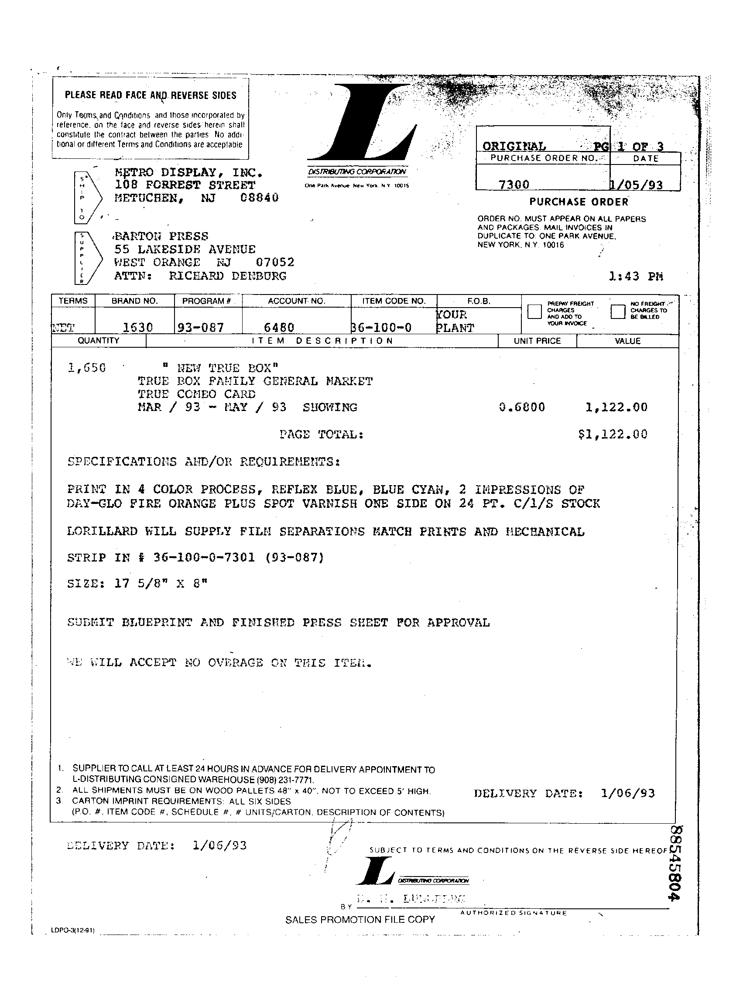 PLEASE READ FACE AND REVERSE SIDES
Only Terms, and Conditions and those incorporated by
reference, on the face and reverse sides herein shall
constitute the contract between the parties. No addi-
tional or different Terms and Conditions are acceptable
L
DISTRIBUTING CORPORATION
One Park Avenue New York, N.Y. 10016
ORIGINAL PG 1 OF 3
PURCHASE ORDER NO. DATE
7300 1/05/93
PURCHASE ORDER
ORDER NO. MUST APPEAR ON ALL PAPERS
AND PACKAGES. MAIL INVOICES IN
DUPLICATE TO: ONE PARK AVENUE,
NEW YORK, N.Y. 10016
SHIP TO
METRO DISPLAY, INC.
108 FORREST STREET
METUCHEN, NJ 08840
SUPPLIER
BARTON PRESS
55 LAKESIDE AVENUE
WEST ORANGE NJ 07052
ATTN: RICHARD DENBURG
1:43 PM
TERMS BRAND NO. PROGRAM # ACCOUNT NO. ITEM CODE NO. F.O.B. PREPAY FREIGHT CHARGES AND ADD TO YOUR INVOICE NO FREIGHT CHARGES TO BE BILLED
NET 1630 93-087 6480 36-100-0 YOUR PLANT
QUANTITY ITEM DESCRIPTION UNIT PRICE VALUE
1,650 " NEW TRUE BOX"
TRUE BOX FAMILY GENERAL MARKET
TRUE COMBO CARD
MAR / 93 - MAY / 93 SHOWING 0.6800 1,122.00
PAGE TOTAL: $1,122.00
SPECIFICATIONS AND/OR REQUIREMENTS:
PRINT IN 4 COLOR PROCESS, REFLEX BLUE, BLUE CYAN, 2 IMPRESSIONS OF
DAY-GLO FIRE ORANGE PLUS SPOT VARNISH ONE SIDE ON 24 PT. C/1/S STOCK
LORILLARD WILL SUPPLY FILM SEPARATIONS MATCH PRINTS AND MECHANICAL
STRIP IN # 36-100-0-7301 (93-087)
SIZE: 17 5/8" X 8"
SUBMIT BLUEPRINT AND FINISHED PRESS SHEET FOR APPROVAL
WE WILL ACCEPT NO OVERAGE ON THIS ITEM.
1. SUPPLIER TO CALL AT LEAST 24 HOURS IN ADVANCE FOR DELIVERY APPOINTMENT TO
L-DISTRIBUTING CONSIGNED WAREHOUSE (908) 231-7771.
2. ALL SHIPMENTS MUST BE ON WOOD PALLETS 48" x 40". NOT TO EXCEED 5' HIGH.
3. CARTON IMPRINT REQUIREMENTS: ALL SIX SIDES
(P.O. #, ITEM CODE #, SCHEDULE #, # UNITS/CARTON, DESCRIPTION OF CONTENTS)
DELIVERY DATE: 1/06/93
DELIVERY DATE: 1/06/93
SUBJECT TO TERMS AND CONDITIONS ON THE REVERSE SIDE HEREOF
L
DISTRIBUTING CORPORATION
BY
AUTHORIZED SIGNATURE
SALES PROMOTION FILE COPY
LDPO-3(12-91)
88545804